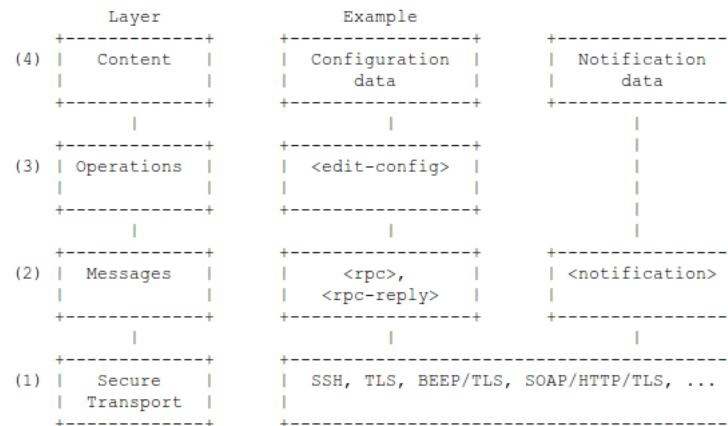 Layer Example
(4) Content Configuration Notification
data data
(3) Operations <edit-config>
(2) Messages <rpc>, <notification>
<rpc-reply>
(1) Secure SSH, TLS, BEEP/TLS, SOAP/HTTP/TLS, ...
Transport